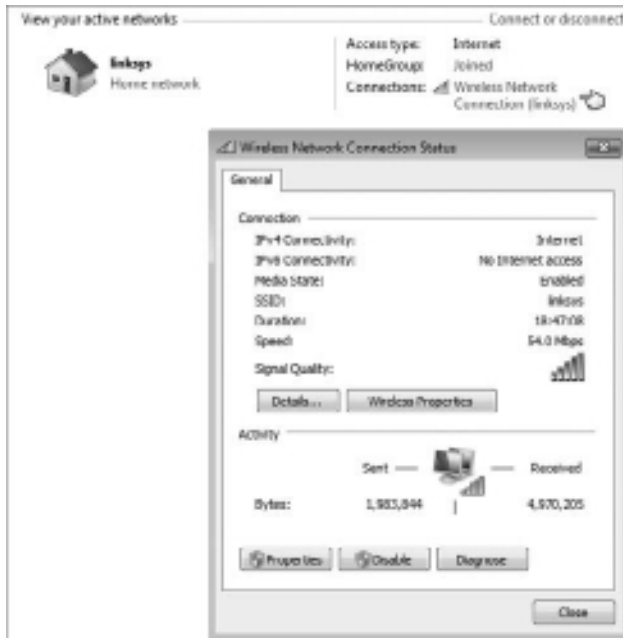 View your active networks
Connect or disconnect
linksys
Home network
Access type: Internet
HomeGroup: Joined
Connections: Wireless Network
Connection (linksys)
Wireless Network Connection Status
General
Connection
IPv4 Connectivity: Internet
IPv6 Connectivity: No Internet access
Media State: Enabled
SSID: linksys
Duration: 18:47:08
Speed: 54.0 Mbps
Signal Quality:
Details...
Wireless Properties
Activity
Sent
Received
Bytes: 1,983,844
4,970,205
Properties
Disable
Diagnose
Close